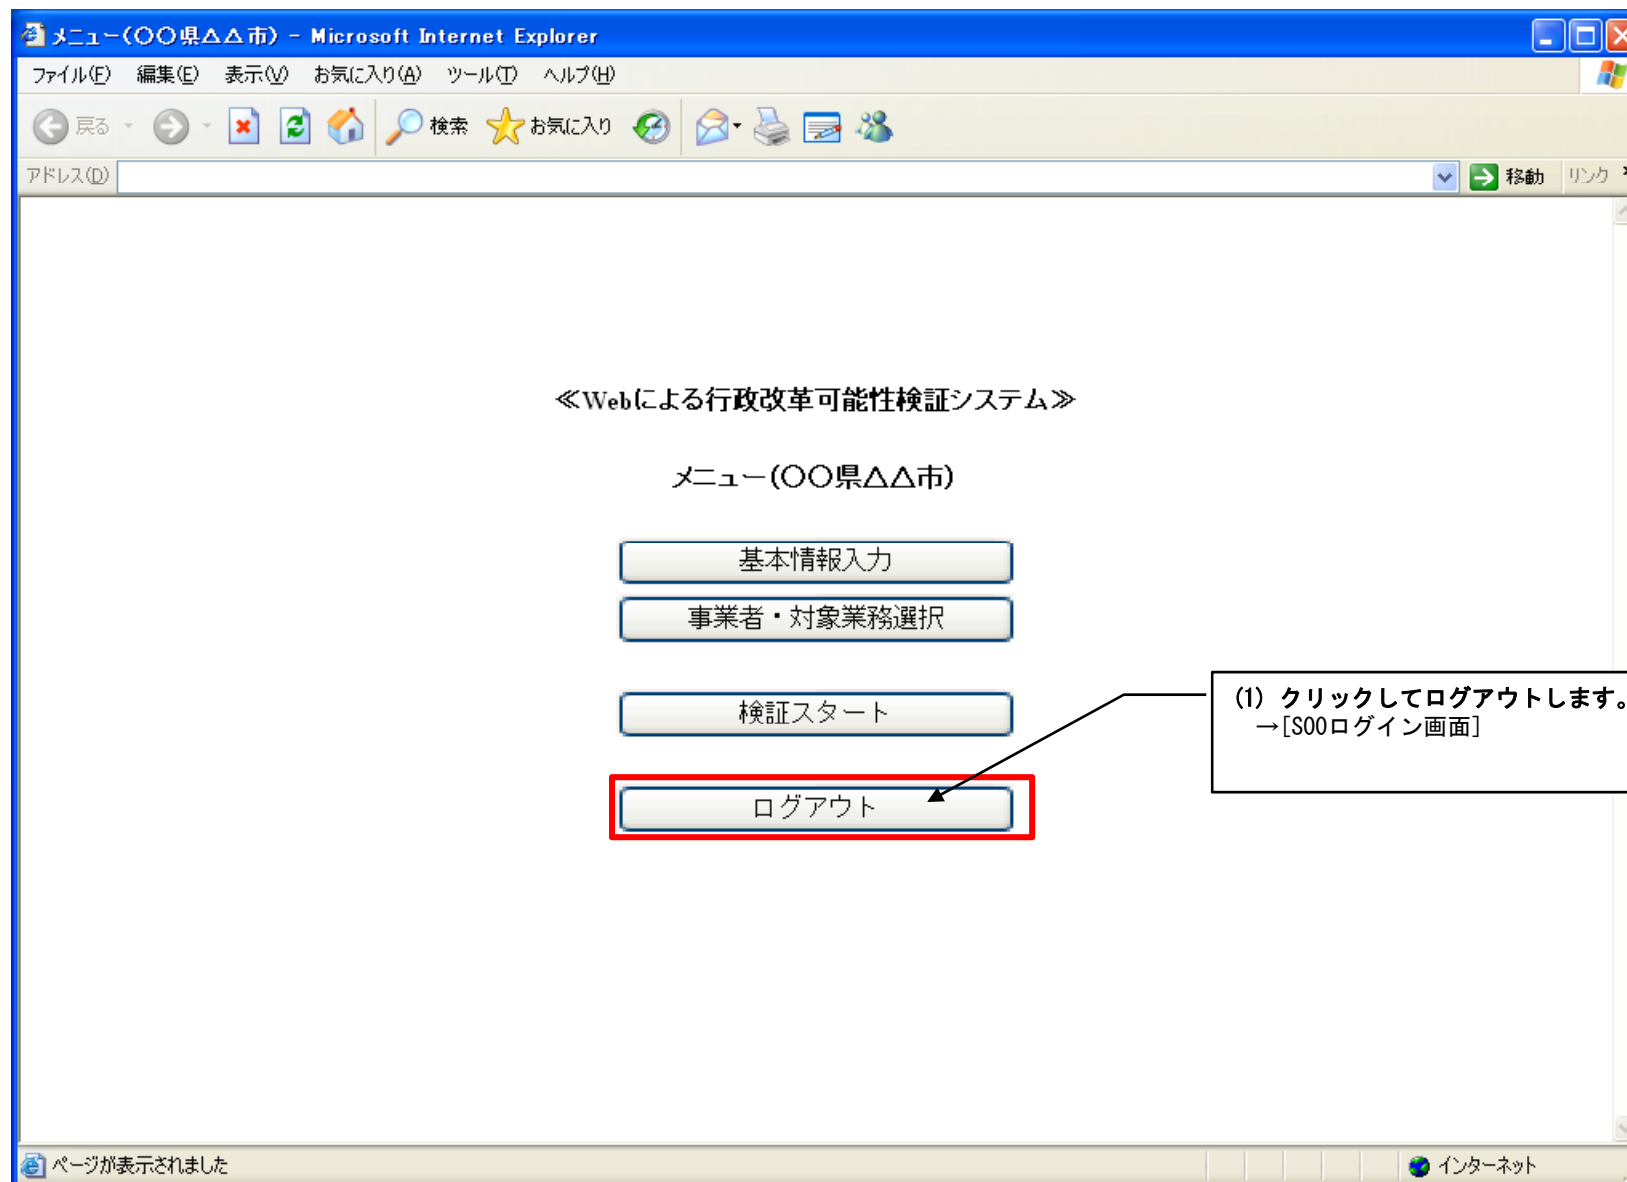 メニュー(〇〇県△△市) - Microsoft Internet Explorer
ファイル(F) 編集(E) 表示(V) お気に入り(A) ツール(T) ヘルプ(H)
戻る 検索 お気に入り
アドレス(D) 移動 リンク
≪Webによる行政改革可能性検証システム≫
メニュー(〇〇県△△市)
基本情報入力
事業者・対象業務選択
検証スタート
(1) クリックしてログアウトします。
→[S00ログイン画面]
ログアウト
ページが表示されました インターネット